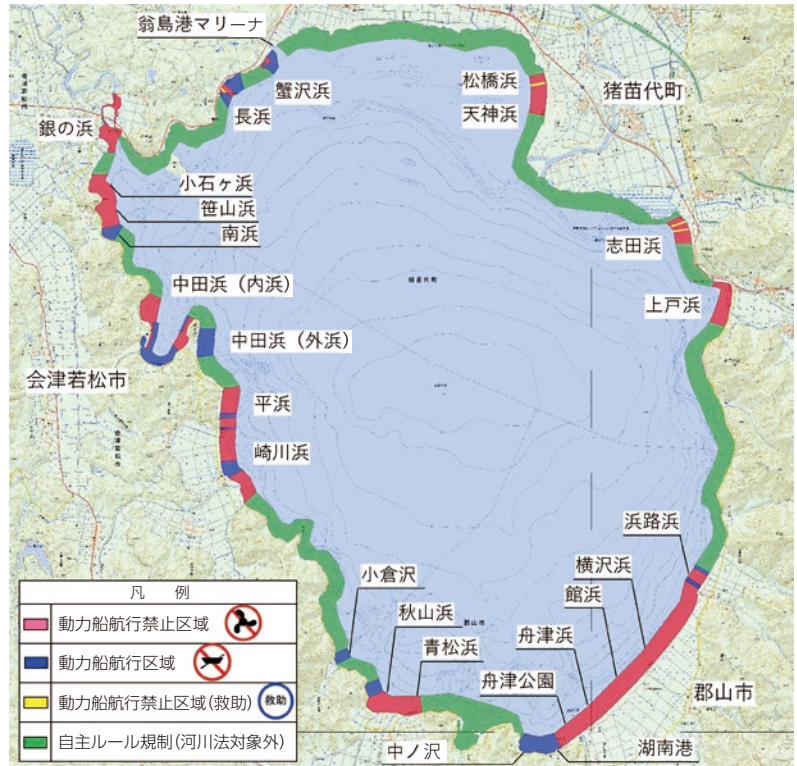 翁島港マリーナ
蟹沢浜
長浜
銀の浜
松橋浜
猪苗代町
天神浜
小石ヶ浜
笹山浜
南浜
志田浜
中田浜（内浜）
上戸浜
中田浜（外浜）
会津若松市
平浜
崎川浜
浜路浜
横沢浜
館浜
小倉沢
秋山浜
青松浜
舟津浜
舟津公園
郡山市
中ノ沢
湖南港
凡 例
動力船航行禁止区域
動力船航行区域
動力船航行禁止区域(救助) 救助
自主ルール規制(河川法対象外)